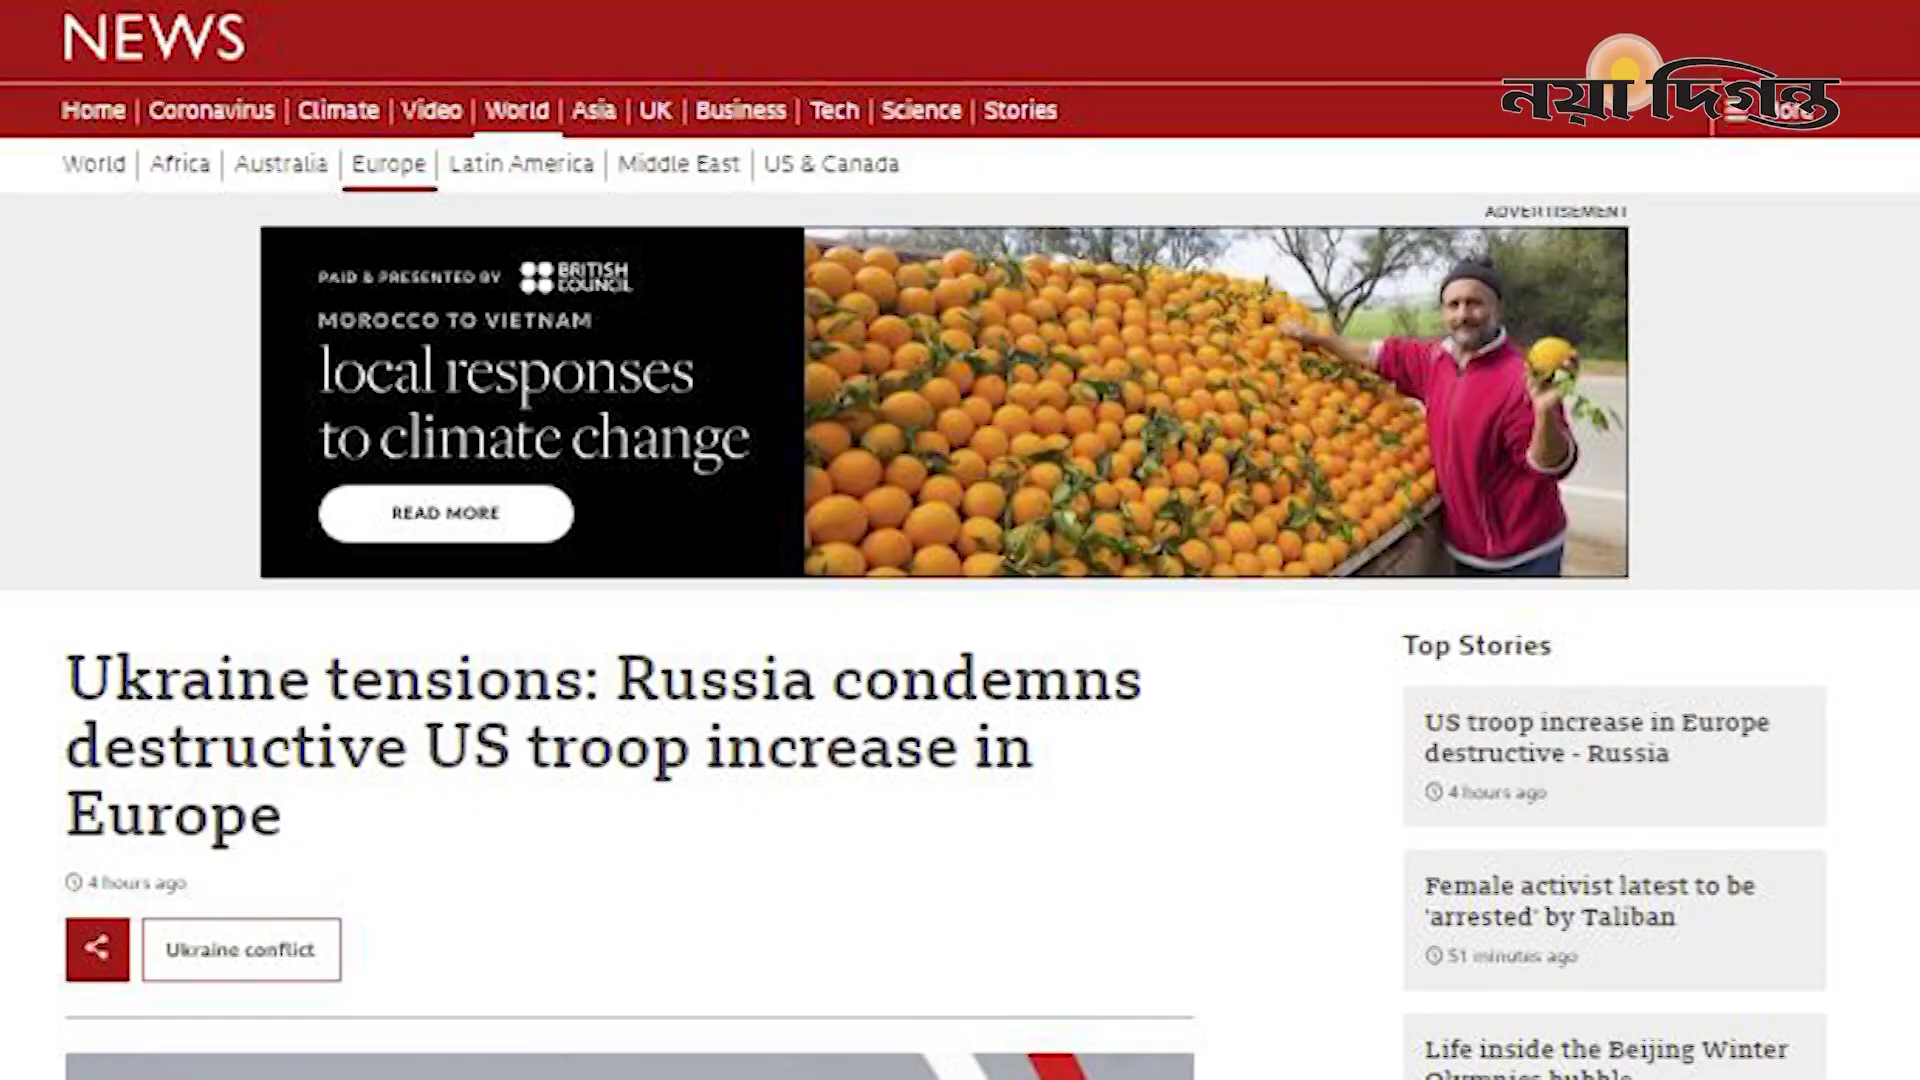 NEWS
নয়া দিগন্ত
Home | Coronavirus | Climate | Video | World | Asia | UK | Business | Tech | Science | Stories
World | Africa | Australia | Europe | Latin America | Middle East | US & Canada
ADVERTISEMENT
PAID & PRESENTED BY BRITISH COUNCIL
MOROCCO TO VIETNAM
local responses
to climate change
READ MORE
Ukraine tensions: Russia condemns
destructive US troop increase in
Europe
4 hours ago
Ukraine conflict
Top Stories
US troop increase in Europe
destructive - Russia
4 hours ago
Female activist latest to be
'arrested' by Taliban
51 minutes ago
Life inside the Beijing Winter